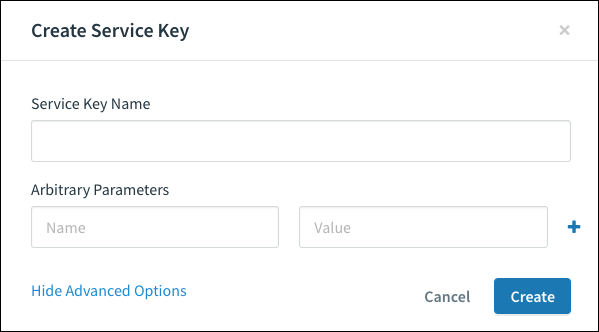 Create Service Key
×
Service Key Name
Arbitrary Parameters
Name Value +
Hide Advanced Options Cancel Create